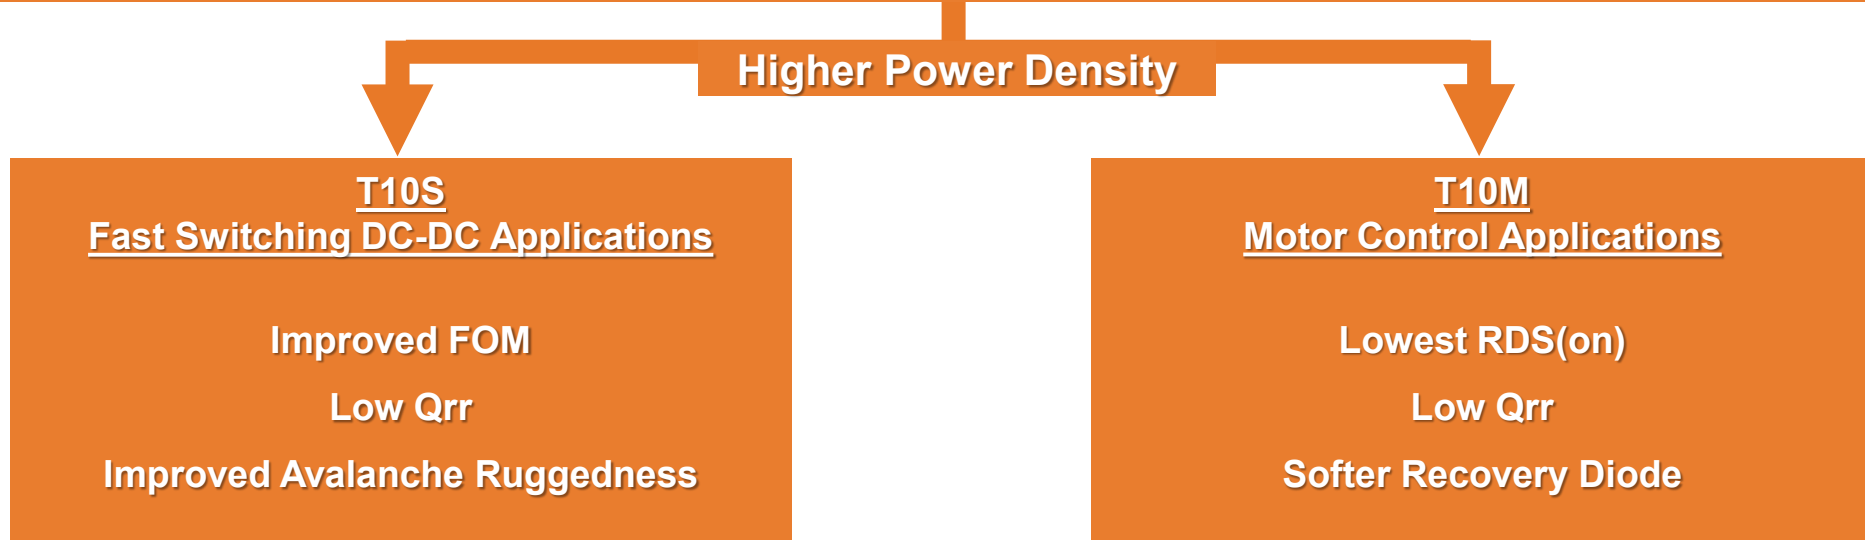 Higher Power Density
T10S
Fast Switching DC-DC Applications
Improved FOM
Low Qrr
Improved Avalanche Ruggedness
T10M
Motor Control Applications
Lowest RDS(on)
Low Qrr
Softer Recovery Diode